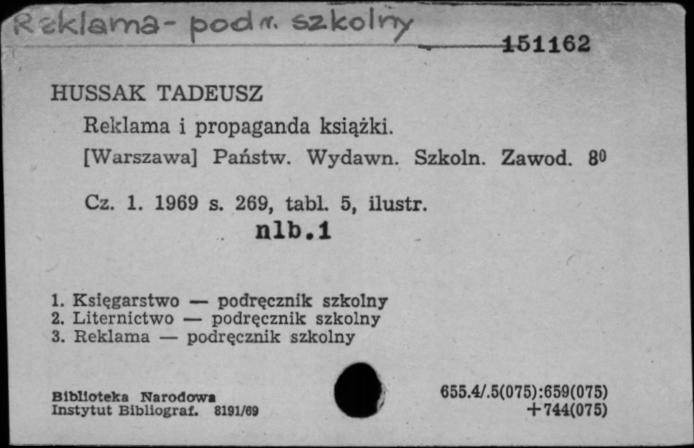 Reklama - podr. szkolny
151162
HUSSAK TADEUSZ
Reklama i propaganda książki.
[Warszawa] Państw. Wydawn. Szkoln. Zawod. 8⁰
Cz. 1. 1969 s. 269, tabl. 5, ilustr.
nlb.1
1. Księgarstwo — podręcznik szkolny
2. Liternictwo — podręcznik szkolny
3. Reklama — podręcznik szkolny
Biblioteka Narodowa
Instytut Bibliograf. 8191/69
655.4/.5(075):659(075)
+744(075)